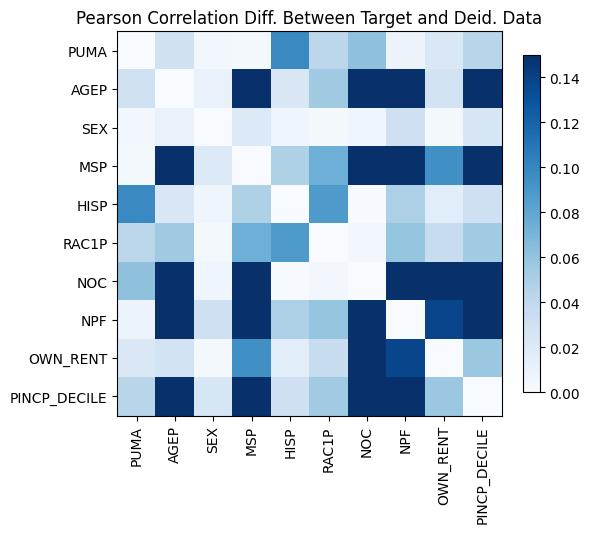 Pearson Correlation Diff. Between Target and Deid. Data
PUMA
AGEP
SEX
MSP
HISP
RAC1P
NOC
NPF
OWN_RENT
PINCP_DECILE
PUMA
AGEP
SEX
MSP
HISP
RAC1P
NOC
NPF
OWN_RENT
PINCP_DECILE
0.14
0.12
0.10
0.08
0.06
0.04
0.02
0.00